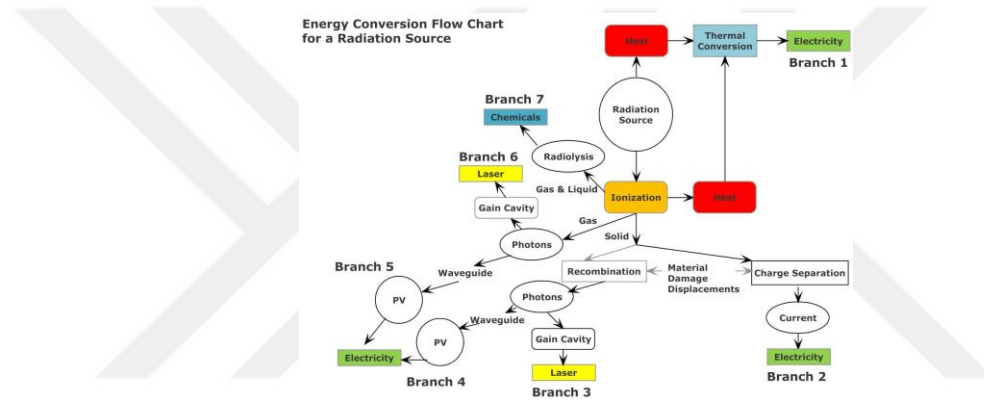 Energy Conversion Flow Chart
for a Radiation Source
Heat
Thermal
Conversion
Electricity
Branch 1
Radiation
Source
Branch 7
Chemicals
Radiolysis
Branch 6
Laser
Gas & Liquid
Ionization
Heat
Gain Cavity
Gas
Solid
Photons
Branch 5
Waveguide
Recombination
Material
Damage
Displacements
Charge Separation
PV
Photons
Waveguide
Current
PV
Gain Cavity
Electricity
Electricity
Branch 4
Laser
Branch 2
Branch 3